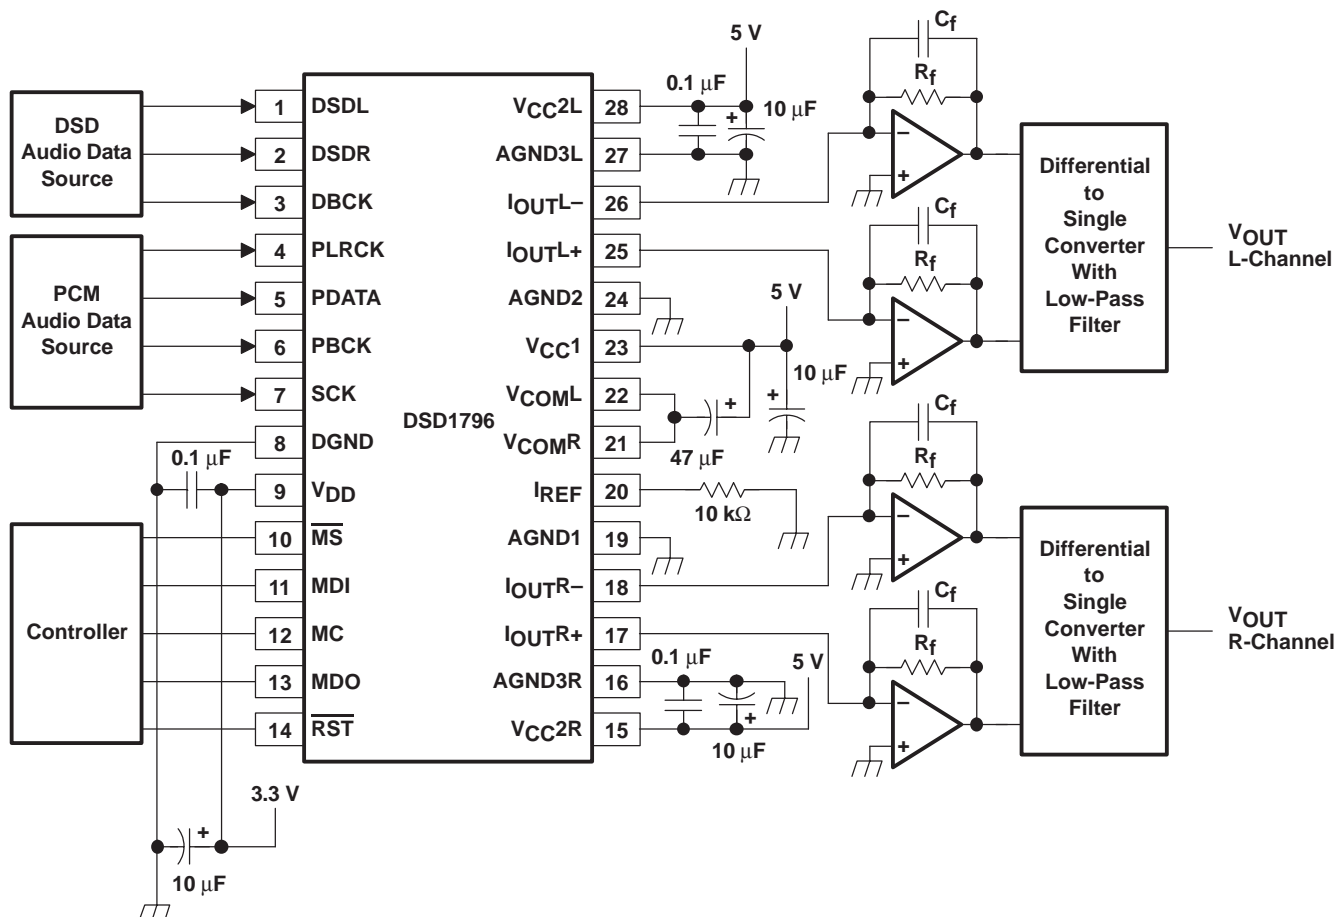 DSD
Audio Data
Source
PCM
Audio Data
Source
Controller
1 DSDL
2 DSDR
3 DBCK
4 PLRCK
5 PDATA
6 PBCK
7 SCK
8 DGND
9 VDD
10 MS
11 MDI
12 MC
13 MDO
14 RST
0.1 μF
3.3 V
+
10 μF
DSD1796
VCC2L 28
AGND3L 27
IOUTL– 26
IOUTL+ 25
AGND2 24
VCC1 23
VCOML 22
VCOMR 21
IREF 20
AGND1 19
IOUTR– 18
IOUTR+ 17
AGND3R 16
VCC2R 15
5 V
0.1 μF
10 μF
+
5 V
10 μF
+
+
47 μF
10 kΩ
0.1 μF
5 V
+
10 μF
Cf
Rf
–
+
Cf
Rf
–
+
Cf
Rf
–
+
Cf
Rf
–
+
Differential
to
Single
Converter
With
Low-Pass
Filter
VOUT
L-Channel
Differential
to
Single
Converter
With
Low-Pass
Filter
VOUT
R-Channel